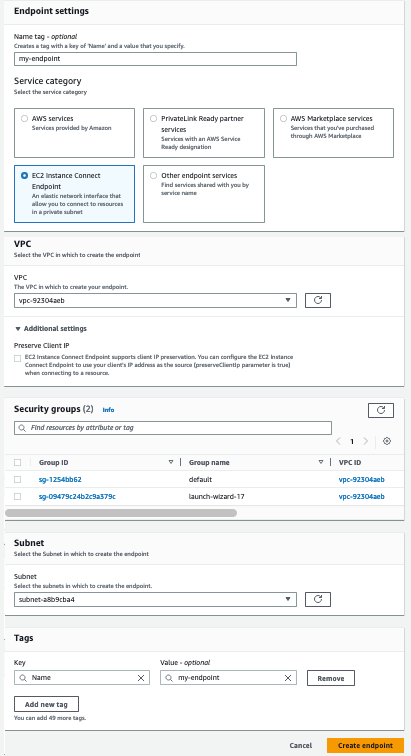 Endpoint settings
Name tag - optional
Creates a tag with a key of 'Name' and a value that you specify.
my-endpoint
Service category
Select the service category
AWS services
Services provided by Amazon
PrivateLink Ready partner
services
Services with an AWS Service
Ready designation
AWS Marketplace services
Services that you've purchased
through AWS Marketplace
EC2 Instance Connect
Endpoint
An elastic network interface that
allow you to connect to resources
in a private subnet
Other endpoint services
Find services shared with you by
service name
VPC
Select the VPC in which to create the endpoint
VPC
The VPC in which to create your endpoint.
vpc-92304aeb
Additional settings
Preserve Client IP
EC2 Instance Connect Endpoint supports client IP preservation. You can configure the EC2 Instance
Connect Endpoint to use your client's IP address as the source (preserveClientIp parameter is true)
when connecting to a resource.
Security groups (2) Info
Find resources by attribute or tag
1
Group ID Group name VPC ID
sg-1254bb62 default vpc-92304aeb
sg-09479c24b2c9a379c launch-wizard-17 vpc-92304aeb
Subnet
Select the Subnet in which to create the endpoint
Subnet
Select the subnets in which to create the endpoint.
subnet-a8b9cba4
Tags
Key Value - optional
Name my-endpoint Remove
Add new tag
You can add 49 more tags.
Cancel Create endpoint